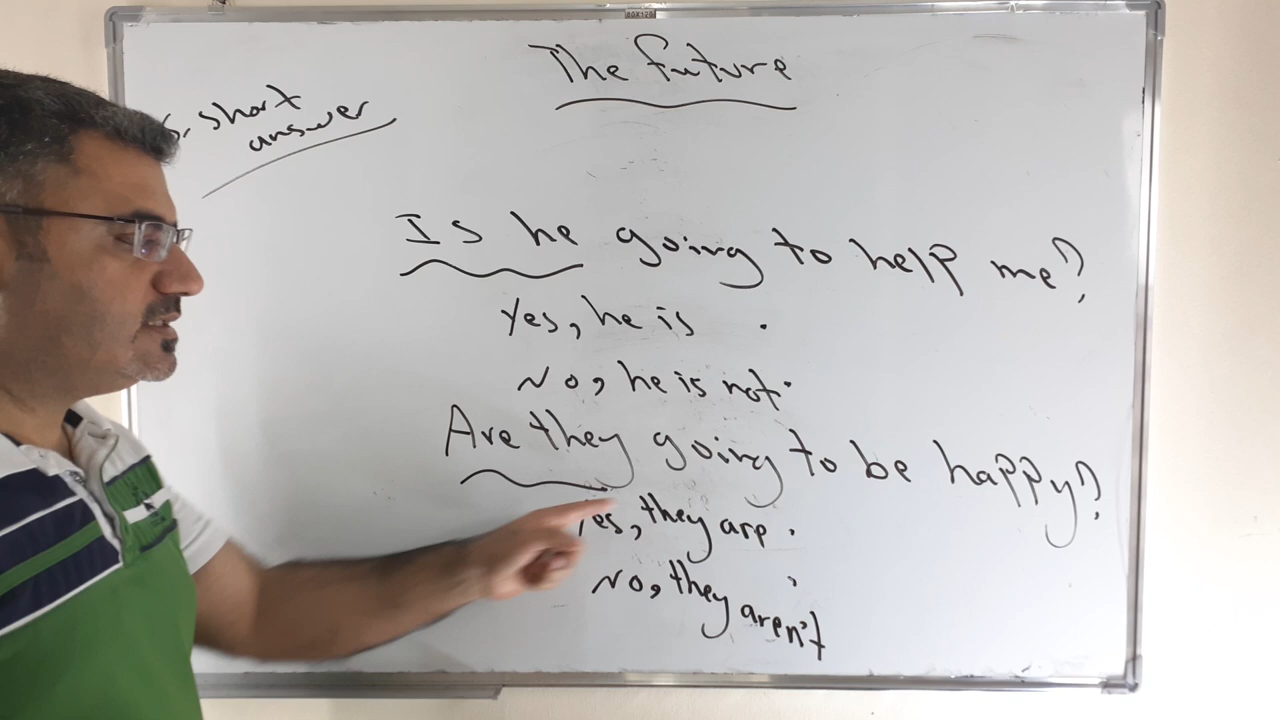 The future
short
answer
Is he going to help me?
Yes, he is .
No, he is not.
Are they going to be happy?
Yes, they are .
No, they aren't